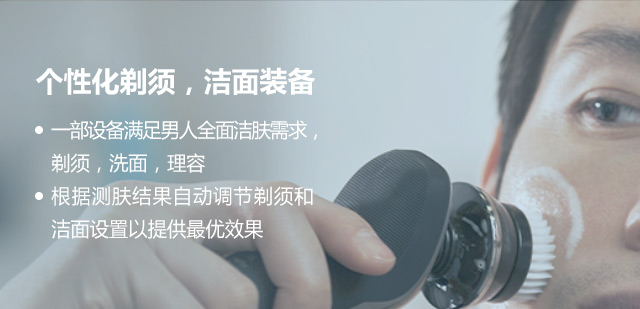 个性化剃须，洁面装备
• 一部设备满足男人全面洁肤需求，
剃须，洗面，理容
• 根据测肤结果自动调节剃须和
洁面设置以提供最优效果